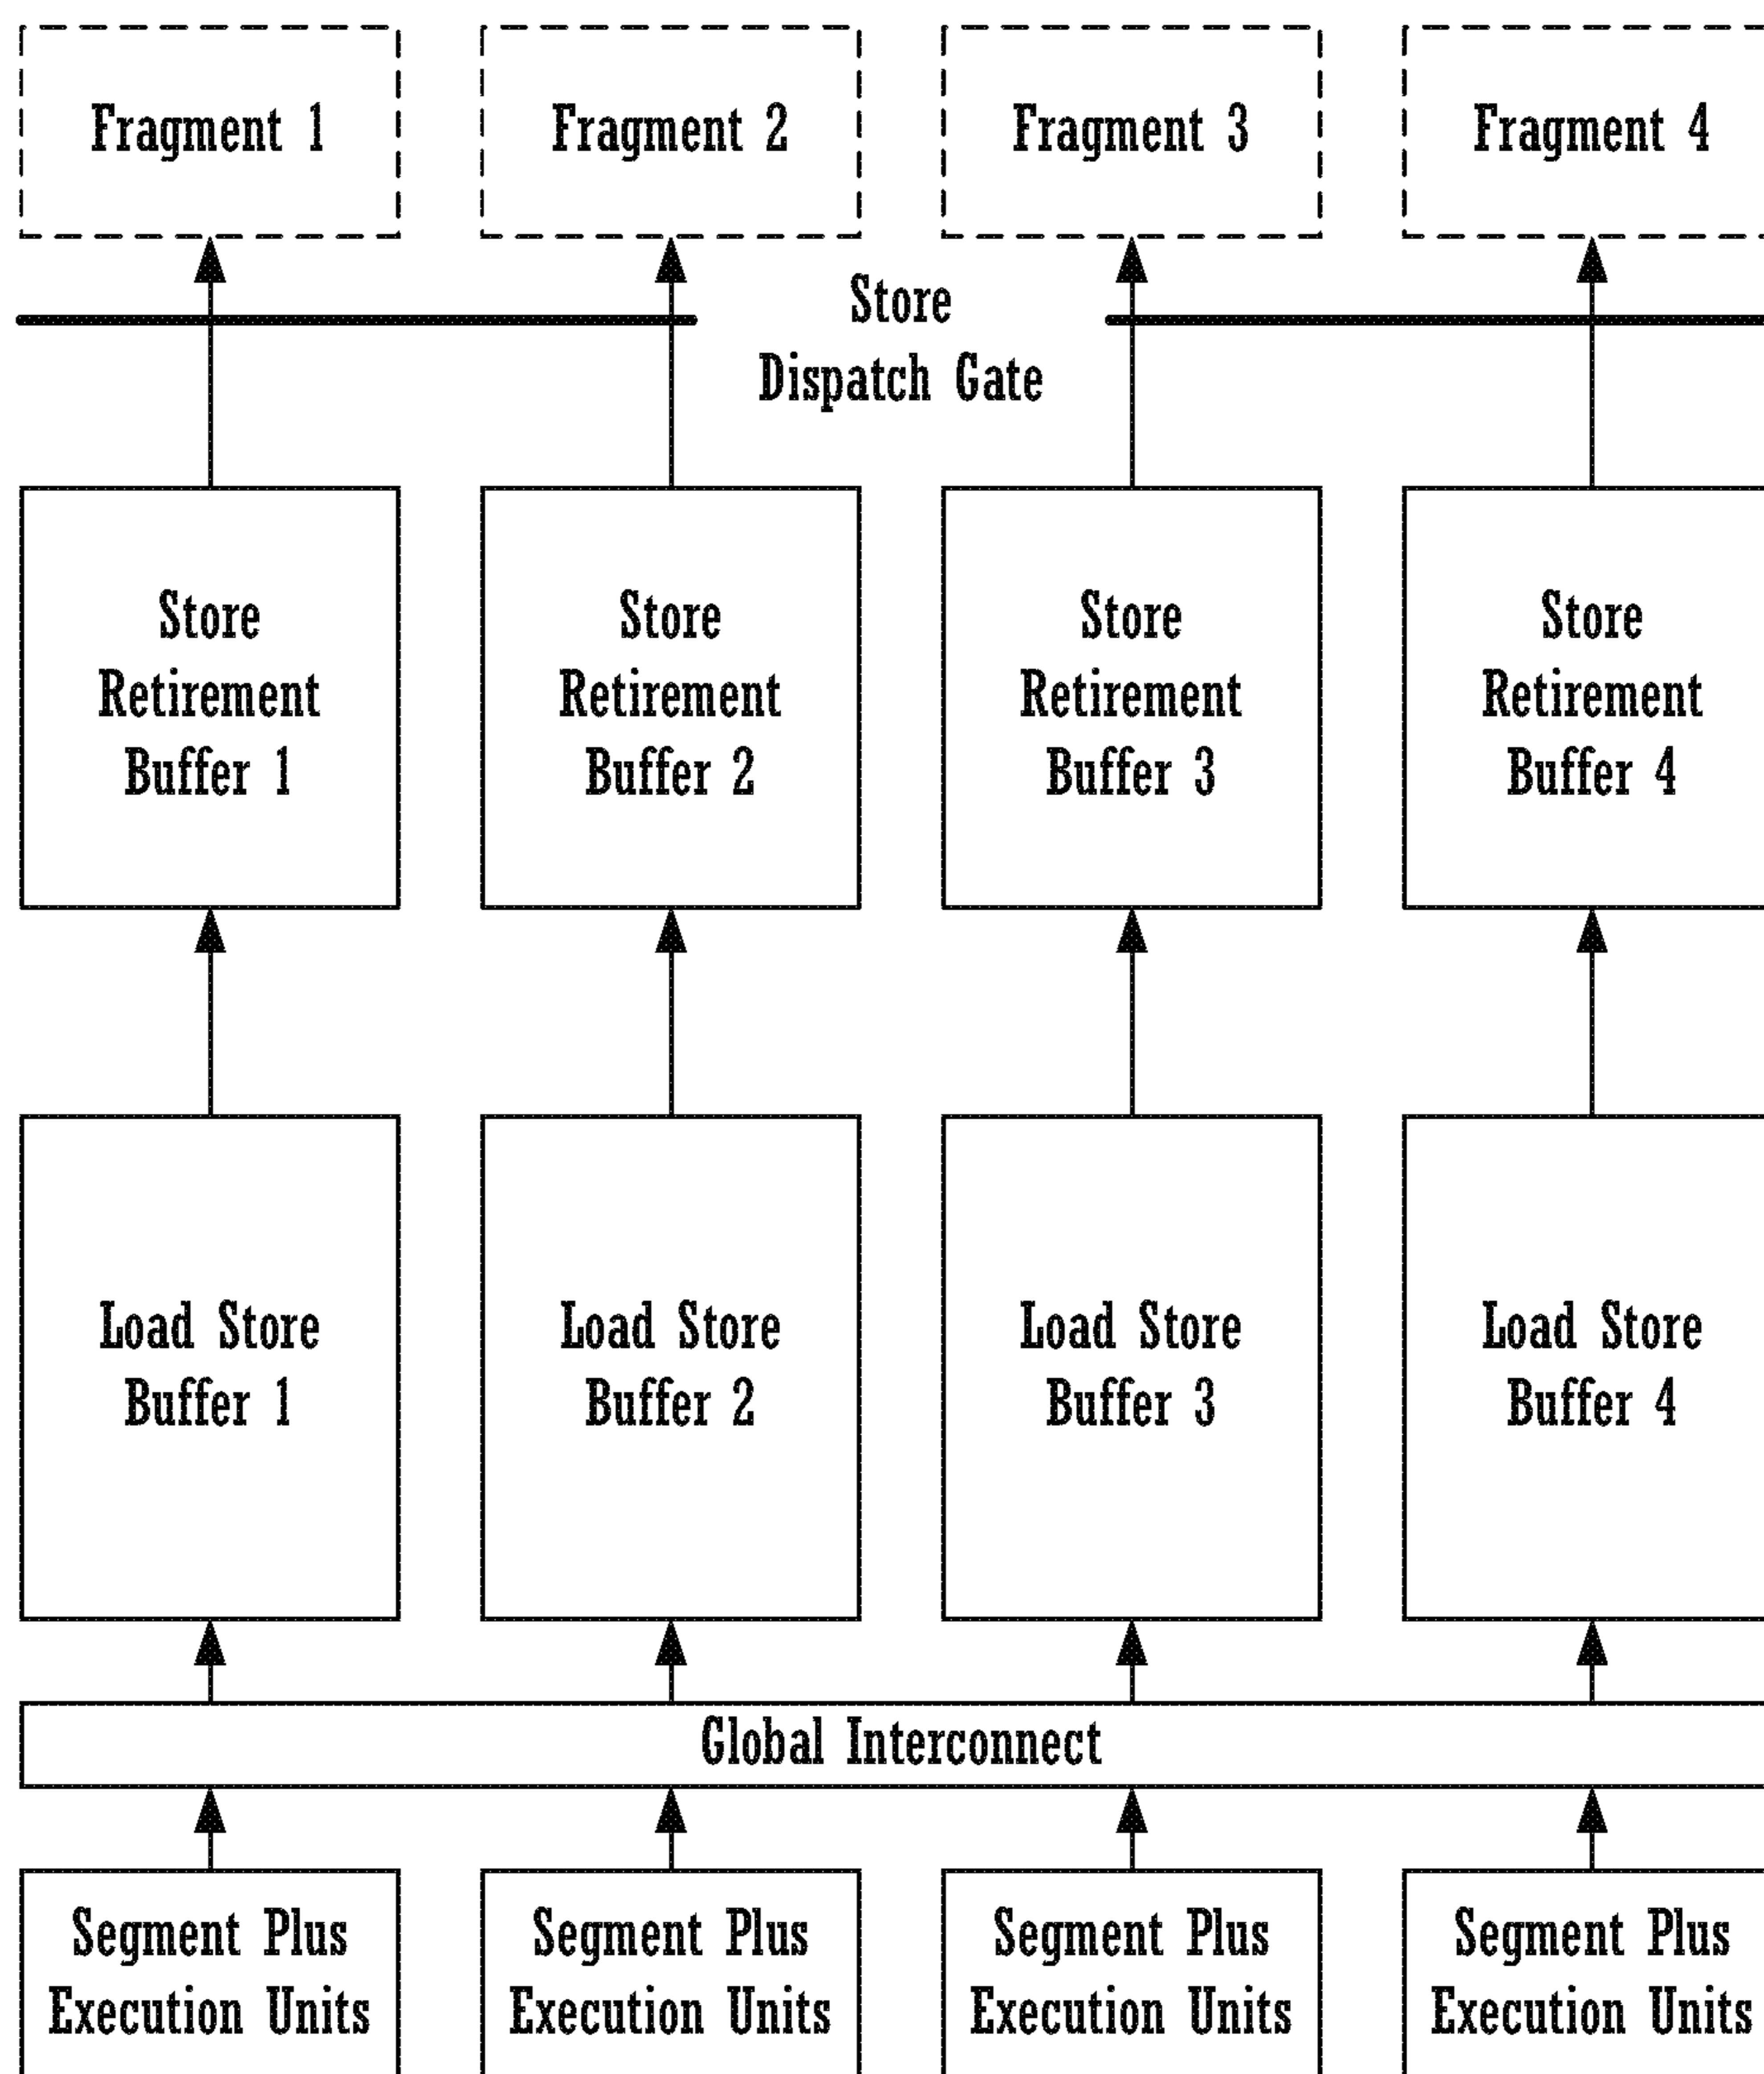 Fragment 1
Fragment 2
Fragment 3
Fragment 4
Store
Dispatch Gate
Store
Retirement
Buffer 1
Store
Retirement
Buffer 2
Store
Retirement
Buffer 3
Store
Retirement
Buffer 4
Load Store
Buffer 1
Load Store
Buffer 2
Load Store
Buffer 3
Load Store
Buffer 4
Global Interconnect
Segment Plus
Execution Units
Segment Plus
Execution Units
Segment Plus
Execution Units
Segment Plus
Execution Units